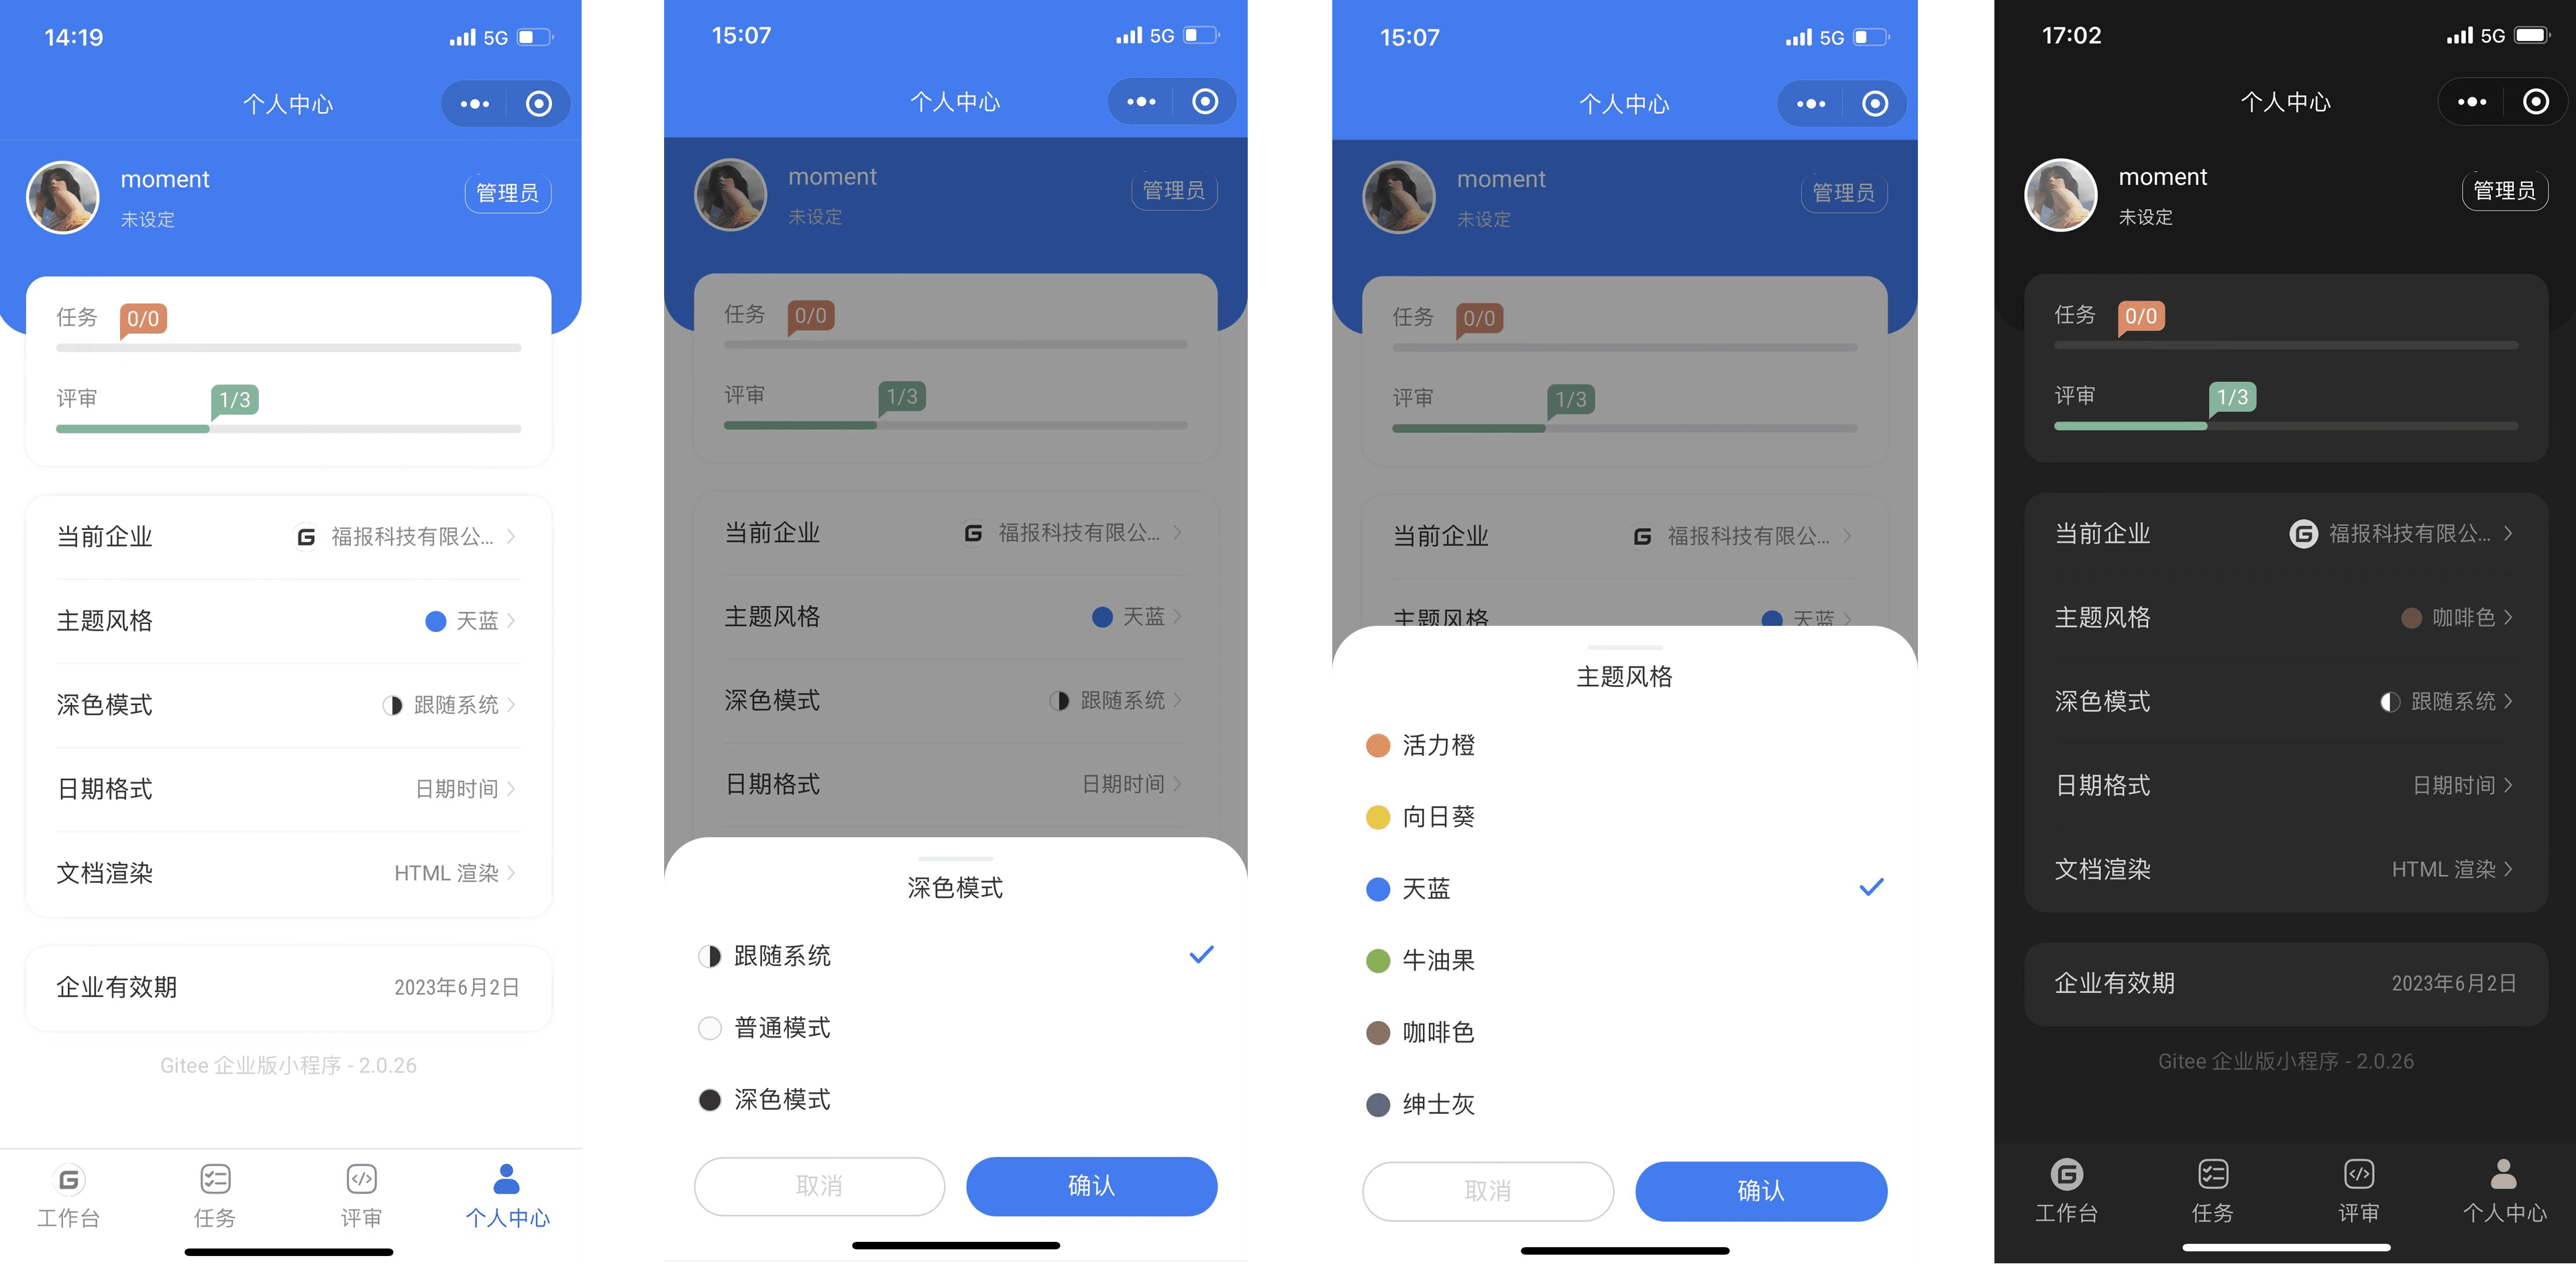 14:19
5G
个人中心
moment
未设定
管理员
任务
0/0
评审
1/3
当前企业
福报科技有限公...
主题风格
天蓝
深色模式
跟随系统
日期格式
日期时间
文档渲染
HTML 渲染
企业有效期
2023年6月2日
Gitee 企业版小程序 - 2.0.26
工作台
任务
评审
个人中心
15:07
5G
个人中心
moment
未设定
管理员
任务
0/0
评审
1/3
当前企业
福报科技有限公...
主题风格
天蓝
深色模式
跟随系统
日期格式
日期时间
深色模式
跟随系统
普通模式
深色模式
取消
确认
15:07
5G
个人中心
moment
未设定
管理员
任务
0/0
评审
1/3
当前企业
福报科技有限公...
主题风格
天蓝
主题风格
活力橙
向日葵
天蓝
牛油果
咖啡色
绅士灰
取消
确认
17:02
5G
个人中心
moment
未设定
管理员
任务
0/0
评审
1/3
当前企业
福报科技有限公...
主题风格
咖啡色
深色模式
跟随系统
日期格式
日期时间
文档渲染
HTML 渲染
企业有效期
2023年6月2日
Gitee 企业版小程序 - 2.0.26
工作台
任务
评审
个人中心